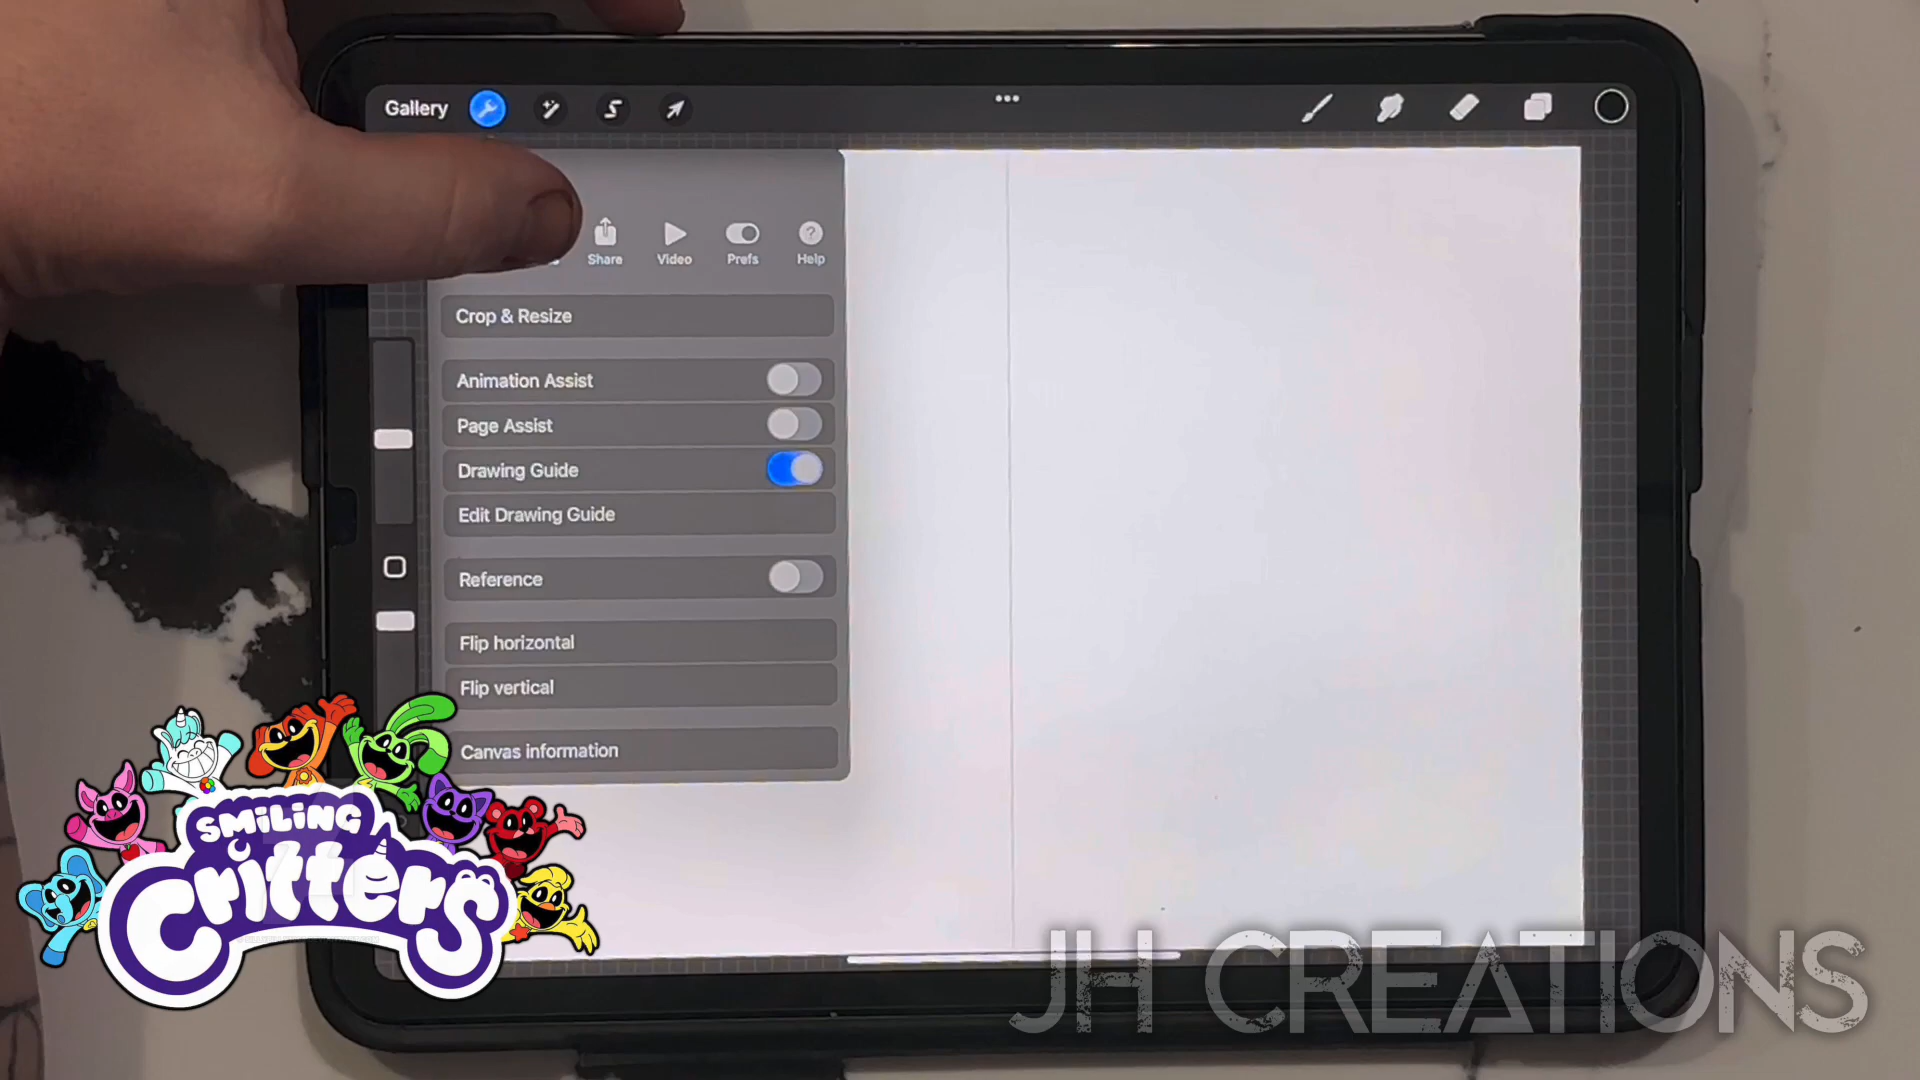 Gallery
Share
Video
Prefs
Help
Crop & Resize
Animation Assist
Page Assist
Drawing Guide
Edit Drawing Guide
Reference
Flip horizontal
Flip vertical
Canvas information
SMiLiNG
Critters
JH CREATIONS